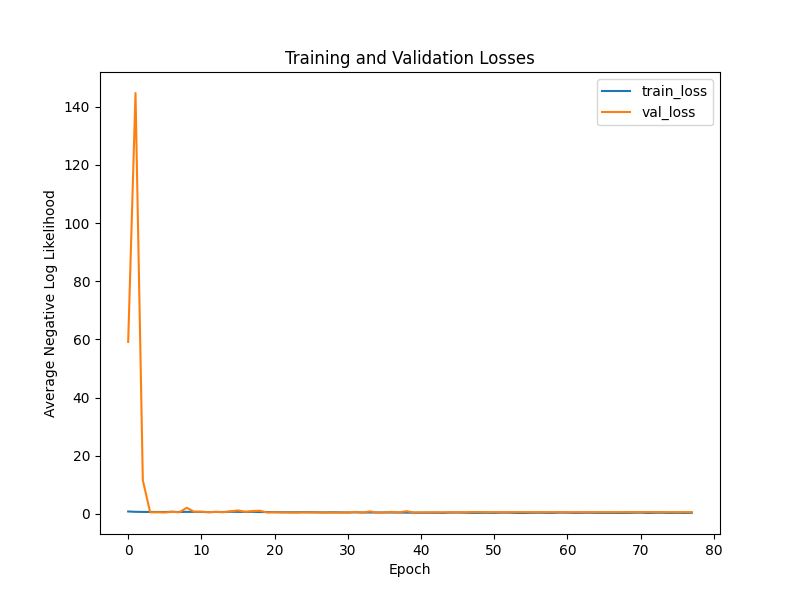 Training and Validation Losses
train_loss
val_loss
Average Negative Log Likelihood
140
120
100
80
60
40
20
0
0 10 20 30 40 50 60 70 80
Epoch